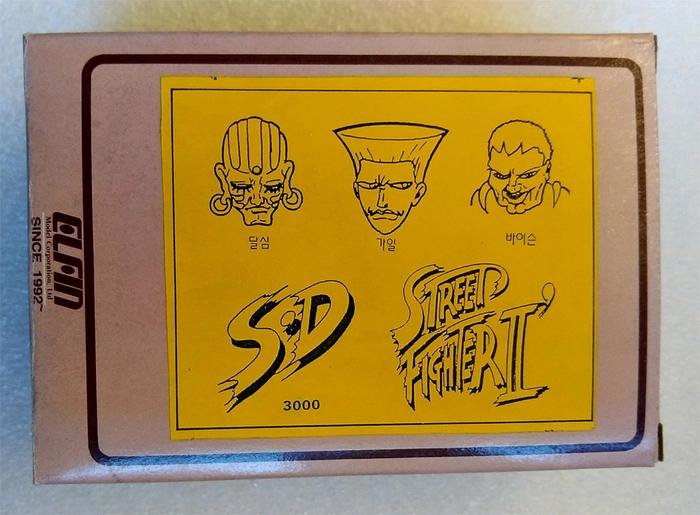 달심
가일
바이슨
S.D
STREET
FIGHTER II'
3000
ELFIN
Model Corporation, Ltd
SINCE 1992~